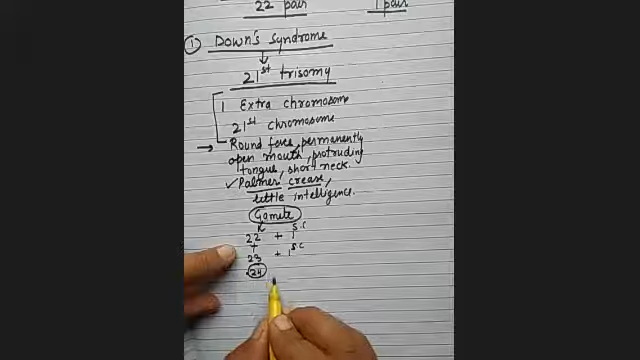 22 pair 1 pair
① Down's Syndrome
↓
21st trisomy
1 Extra chromosome
21st chromosome
→ Round face, permanently
open mouth, protruding
tongue, short neck.
✓ Palmer crease,
little intelligence.
Gamete
S.C
22 + 1
+
23 + 1 S.C
24